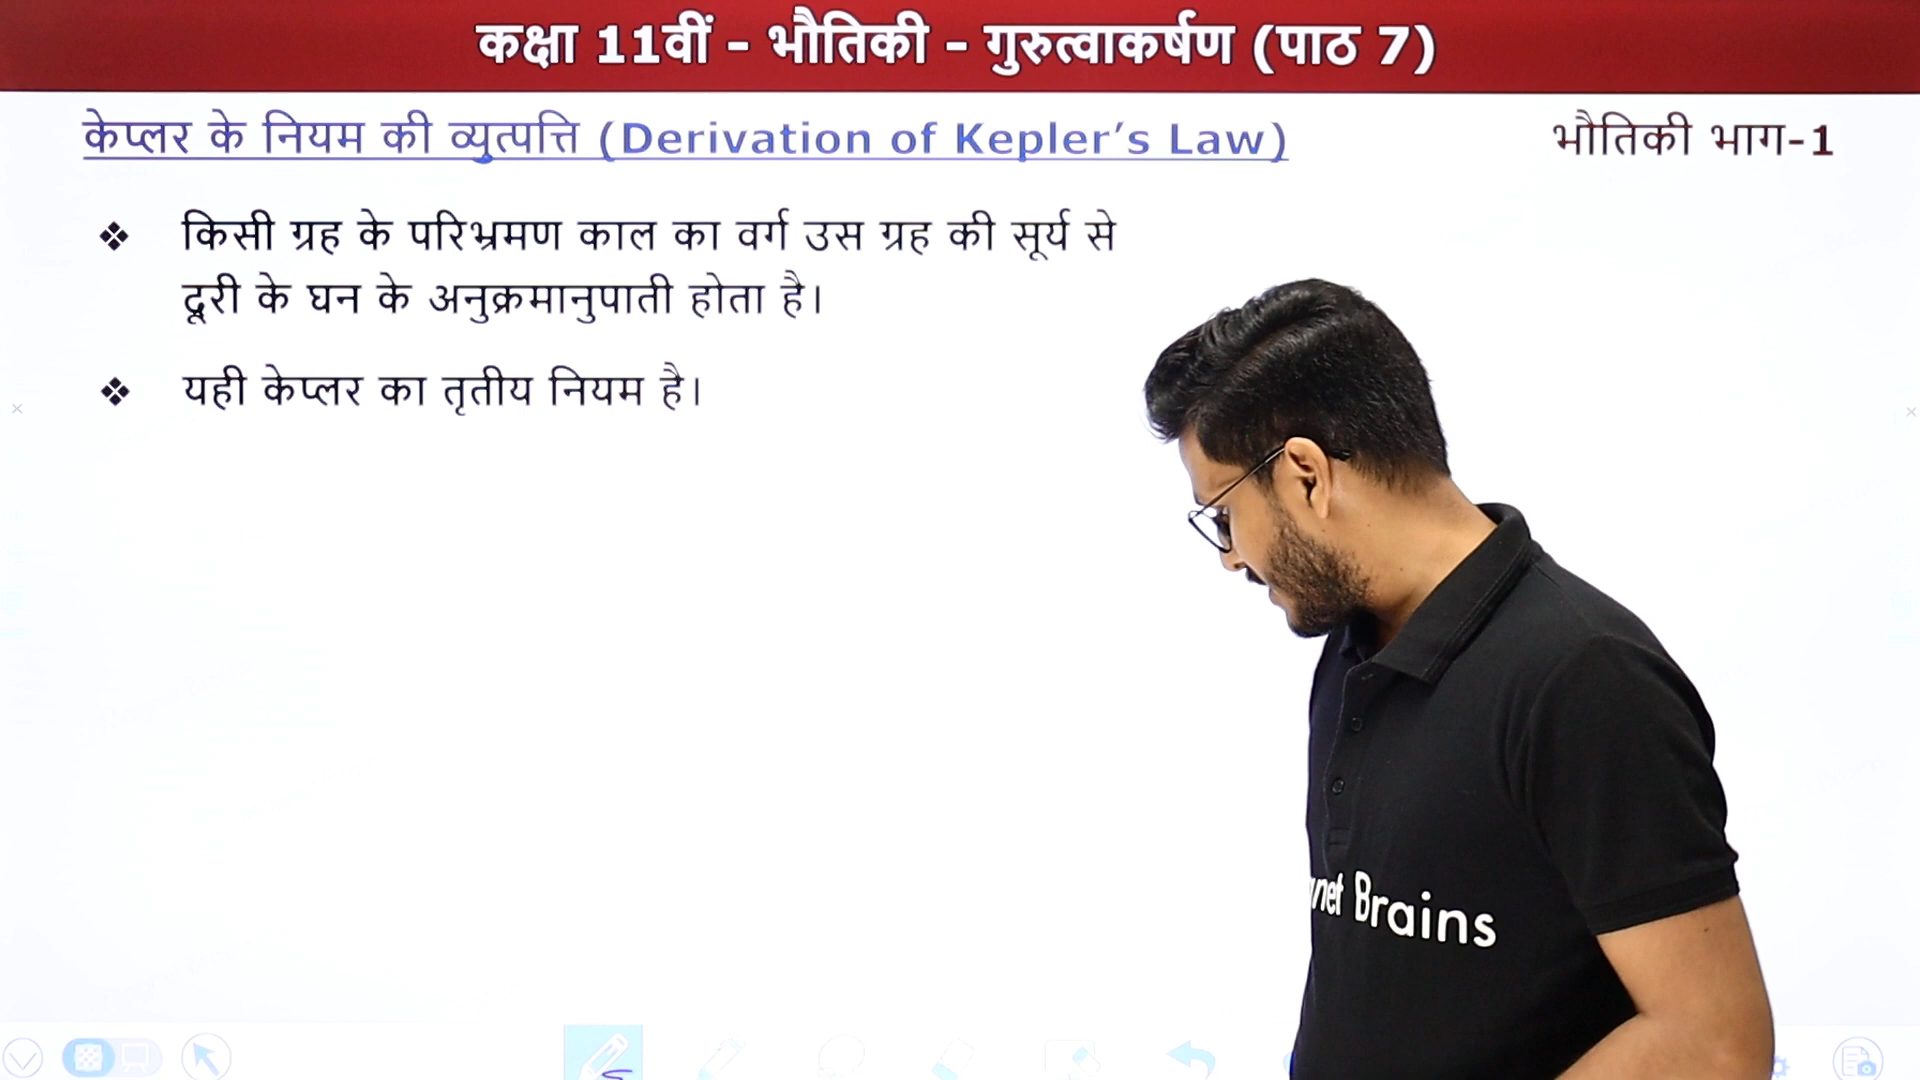 कक्षा 11वीं - भौतिकी - गुरुत्वाकर्षण (पाठ 7)
केप्लर के नियम की व्युत्पत्ति (Derivation of Kepler’s Law)
भौतिकी भाग-1
❖ किसी ग्रह के परिभ्रमण काल का वर्ग उस ग्रह की सूर्य से
दूरी के घन के अनुक्रमानुपाती होता है।
❖ यही केप्लर का तृतीय नियम है।
Brains